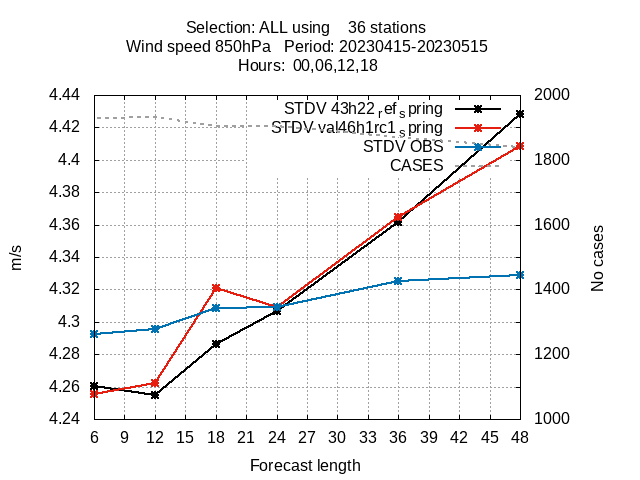 Selection: ALL using 36 stations
Wind speed 850hPa Period: 20230415-20230515
Hours: 00,06,12,18
4.44
4.42
4.4
4.38
4.36
4.34
4.32
4.3
4.28
4.26
4.24
m/s
STDV 43h22ref spring
STDV val46h1rc1spring
STDV OBS
CASES
2000
1800
1600
1400
1200
1000
No cases
6 9 12 15 18 21 24 27 30 33 36 39 42 45 48
Forecast length